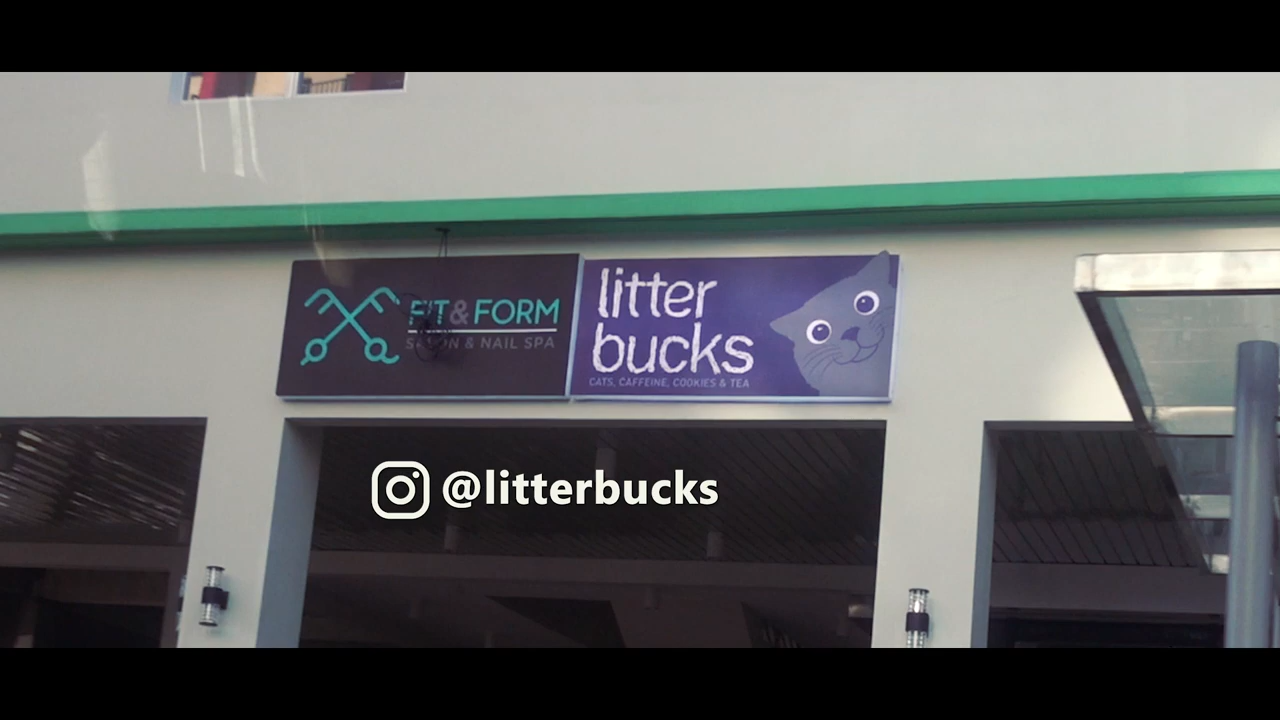 FIT & FORM
SALON & NAIL SPA
litter
bucks
CATS, CAFFEINE, COOKIES & TEA
@litterbucks